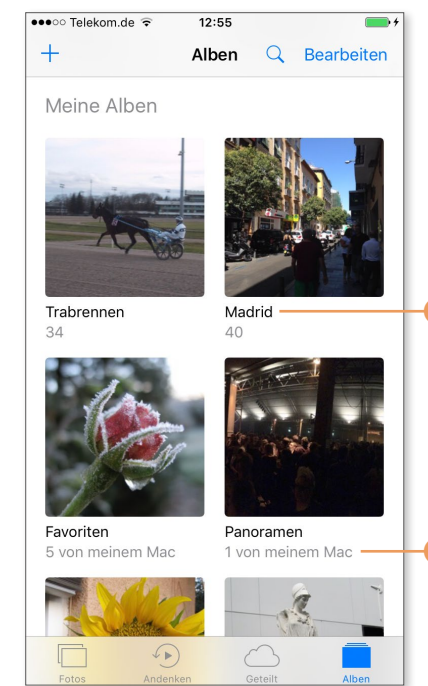 Telekom.de 12:55
Alben Bearbeiten
Meine Alben
Trabrennen Madrid
34 40
Favoriten Panoramen
5 von meinem Mac 1 von meinem Mac
Fotos Andenken Geteilt Alben